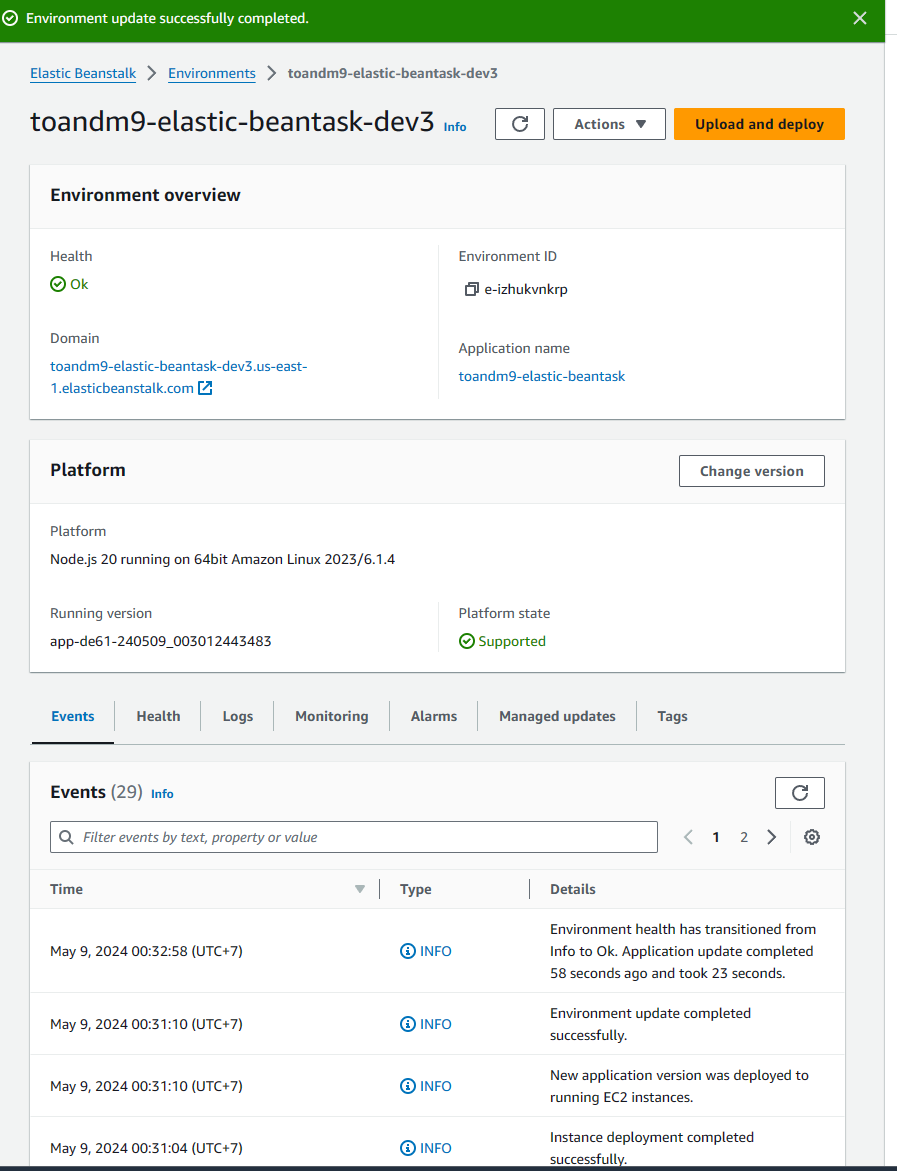 Environment update successfully completed.
Elastic Beanstalk > Environments > toandm9-elastic-beantask-dev3
toandm9-elastic-beantask-dev3 Info Actions Upload and deploy
Environment overview
Health
Ok
Domain
toandm9-elastic-beantask-dev3.us-east-
1.elasticbeanstalk.com
Environment ID
e-izhukvnkrp
Application name
toandm9-elastic-beantask
Platform
Change version
Platform
Node.js 20 running on 64bit Amazon Linux 2023/6.1.4
Running version
app-de61-240509_003012443483
Platform state
Supported
Events Health Logs Monitoring Alarms Managed updates Tags
Events (29) Info
Filter events by text, property or value
1 2
Time Type Details
May 9, 2024 00:32:58 (UTC+7) INFO
Environment health has transitioned from
Info to Ok. Application update completed
58 seconds ago and took 23 seconds.
May 9, 2024 00:31:10 (UTC+7) INFO
Environment update completed
successfully.
May 9, 2024 00:31:10 (UTC+7) INFO
New application version was deployed to
running EC2 instances.
May 9, 2024 00:31:04 (UTC+7) INFO
Instance deployment completed
successfully.